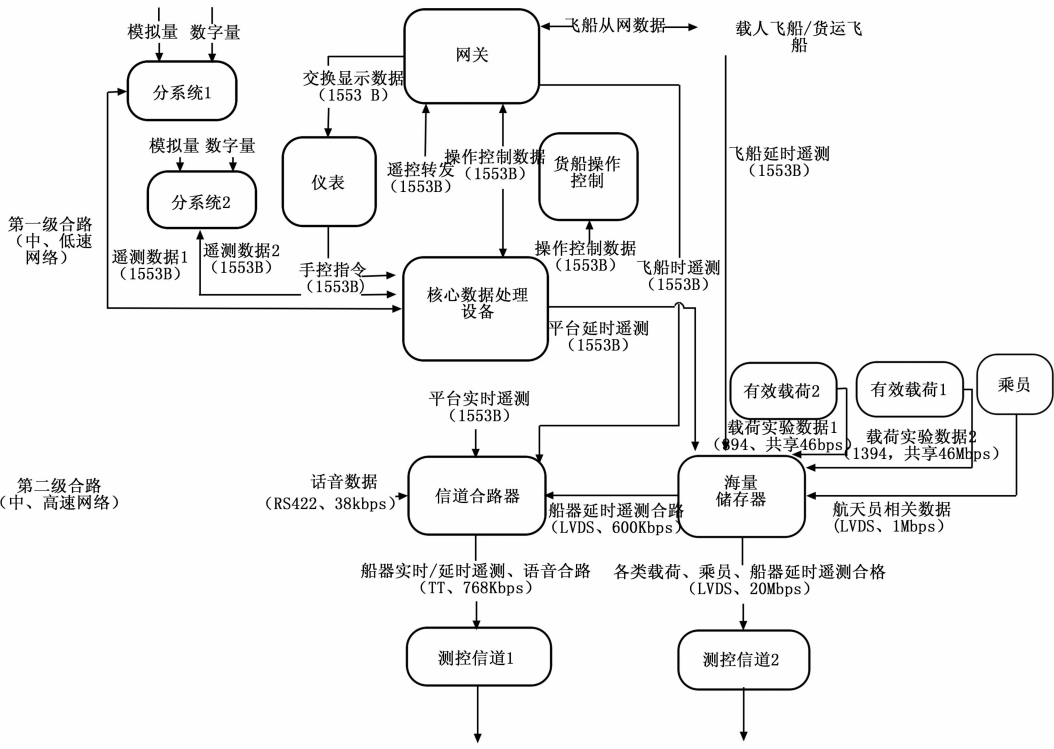 模拟量 数字量
分系统1
模拟量 数字量
分系统2
网关
飞船从网数据
载人飞船/货运飞
船
交换显示数据
(1553 B)
仪表
遥控转发
(1553B)
操作控制数据
(1553B)
货船操作
控制
飞船延时遥测
(1553B)
第一级合路
(中、低速
网络)
遥测数据1
(1553B)
遥测数据2
(1553B)
手控指令
(1553B)
操作控制数据
(1553B)
飞船时遥测
(1553B)
核心数据处理
设备
平台延时遥测
(1553B)
平台实时遥测
(1553B)
有效载荷2
有效载荷1
乘员
载荷实验数据1
(394、共享46bps)
载荷实验数据2
(1394，共享46Mbps)
第二级合路
(中、高速网络)
话音数据
(RS422、38kbps)
信道合路器
船器延时遥测合路
(LVDS、600Kbps)
海量
储存器
航天员相关数据
(LVDS、1Mbps)
船器实时/延时遥测、语音合路
(TT、768Kbps)
各类载荷、乘员、船器延时遥测合格
(LVDS、20Mbps)
测控信道1
测控信道2